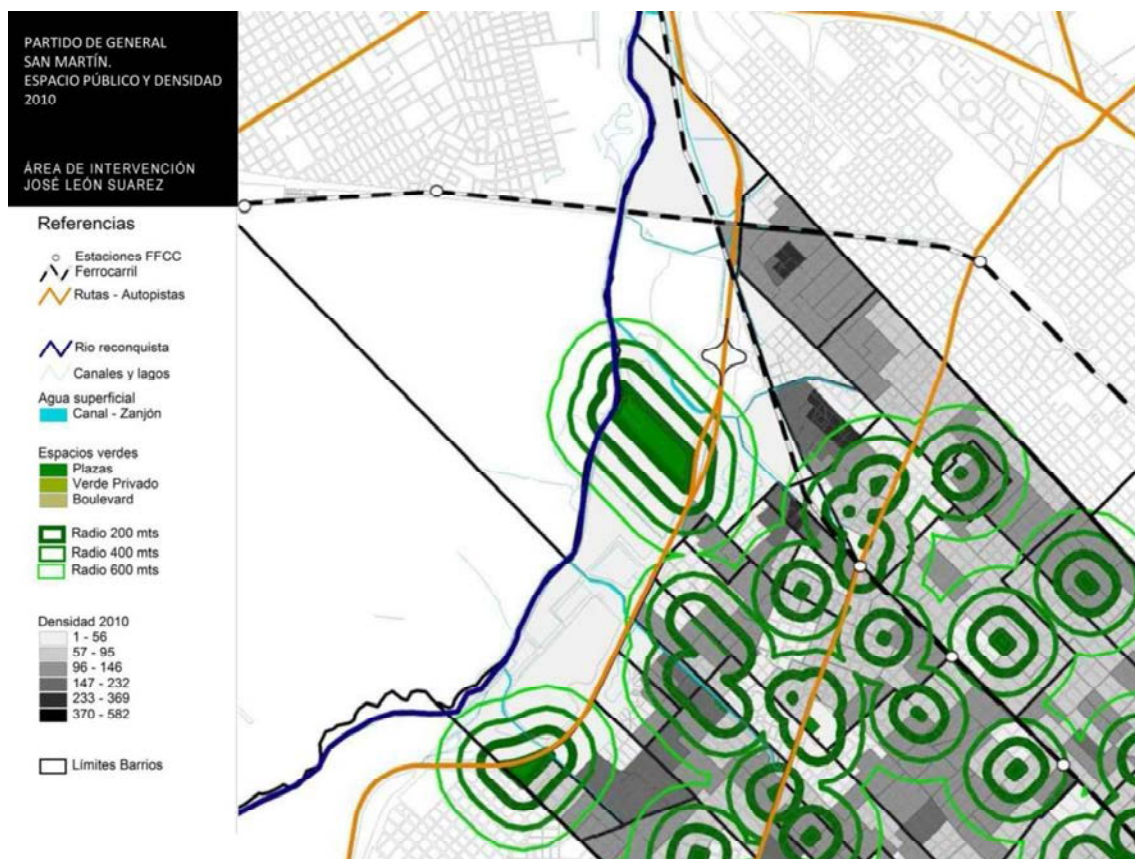 PARTIDO DE GENERAL
SAN MARTÍN.
ESPACIO PÚBLICO Y DENSIDAD
2010
ÁREA DE INTERVENCIÓN
JOSÉ LEÓN SUAREZ
Referencias
Estaciones FFCC
Ferrocarril
Rutas - Autopistas
Rio reconquista
Canales y lagos
Agua superficial
Canal - Zanjón
Espacios verdes
Plazas
Verde Privado
Boulevard
Radio 200 mts
Radio 400 mts
Radio 600 mts
Densidad 2010
1 - 56
57 - 95
96 - 146
147 - 232
233 - 369
370 - 582
Límites Barrios